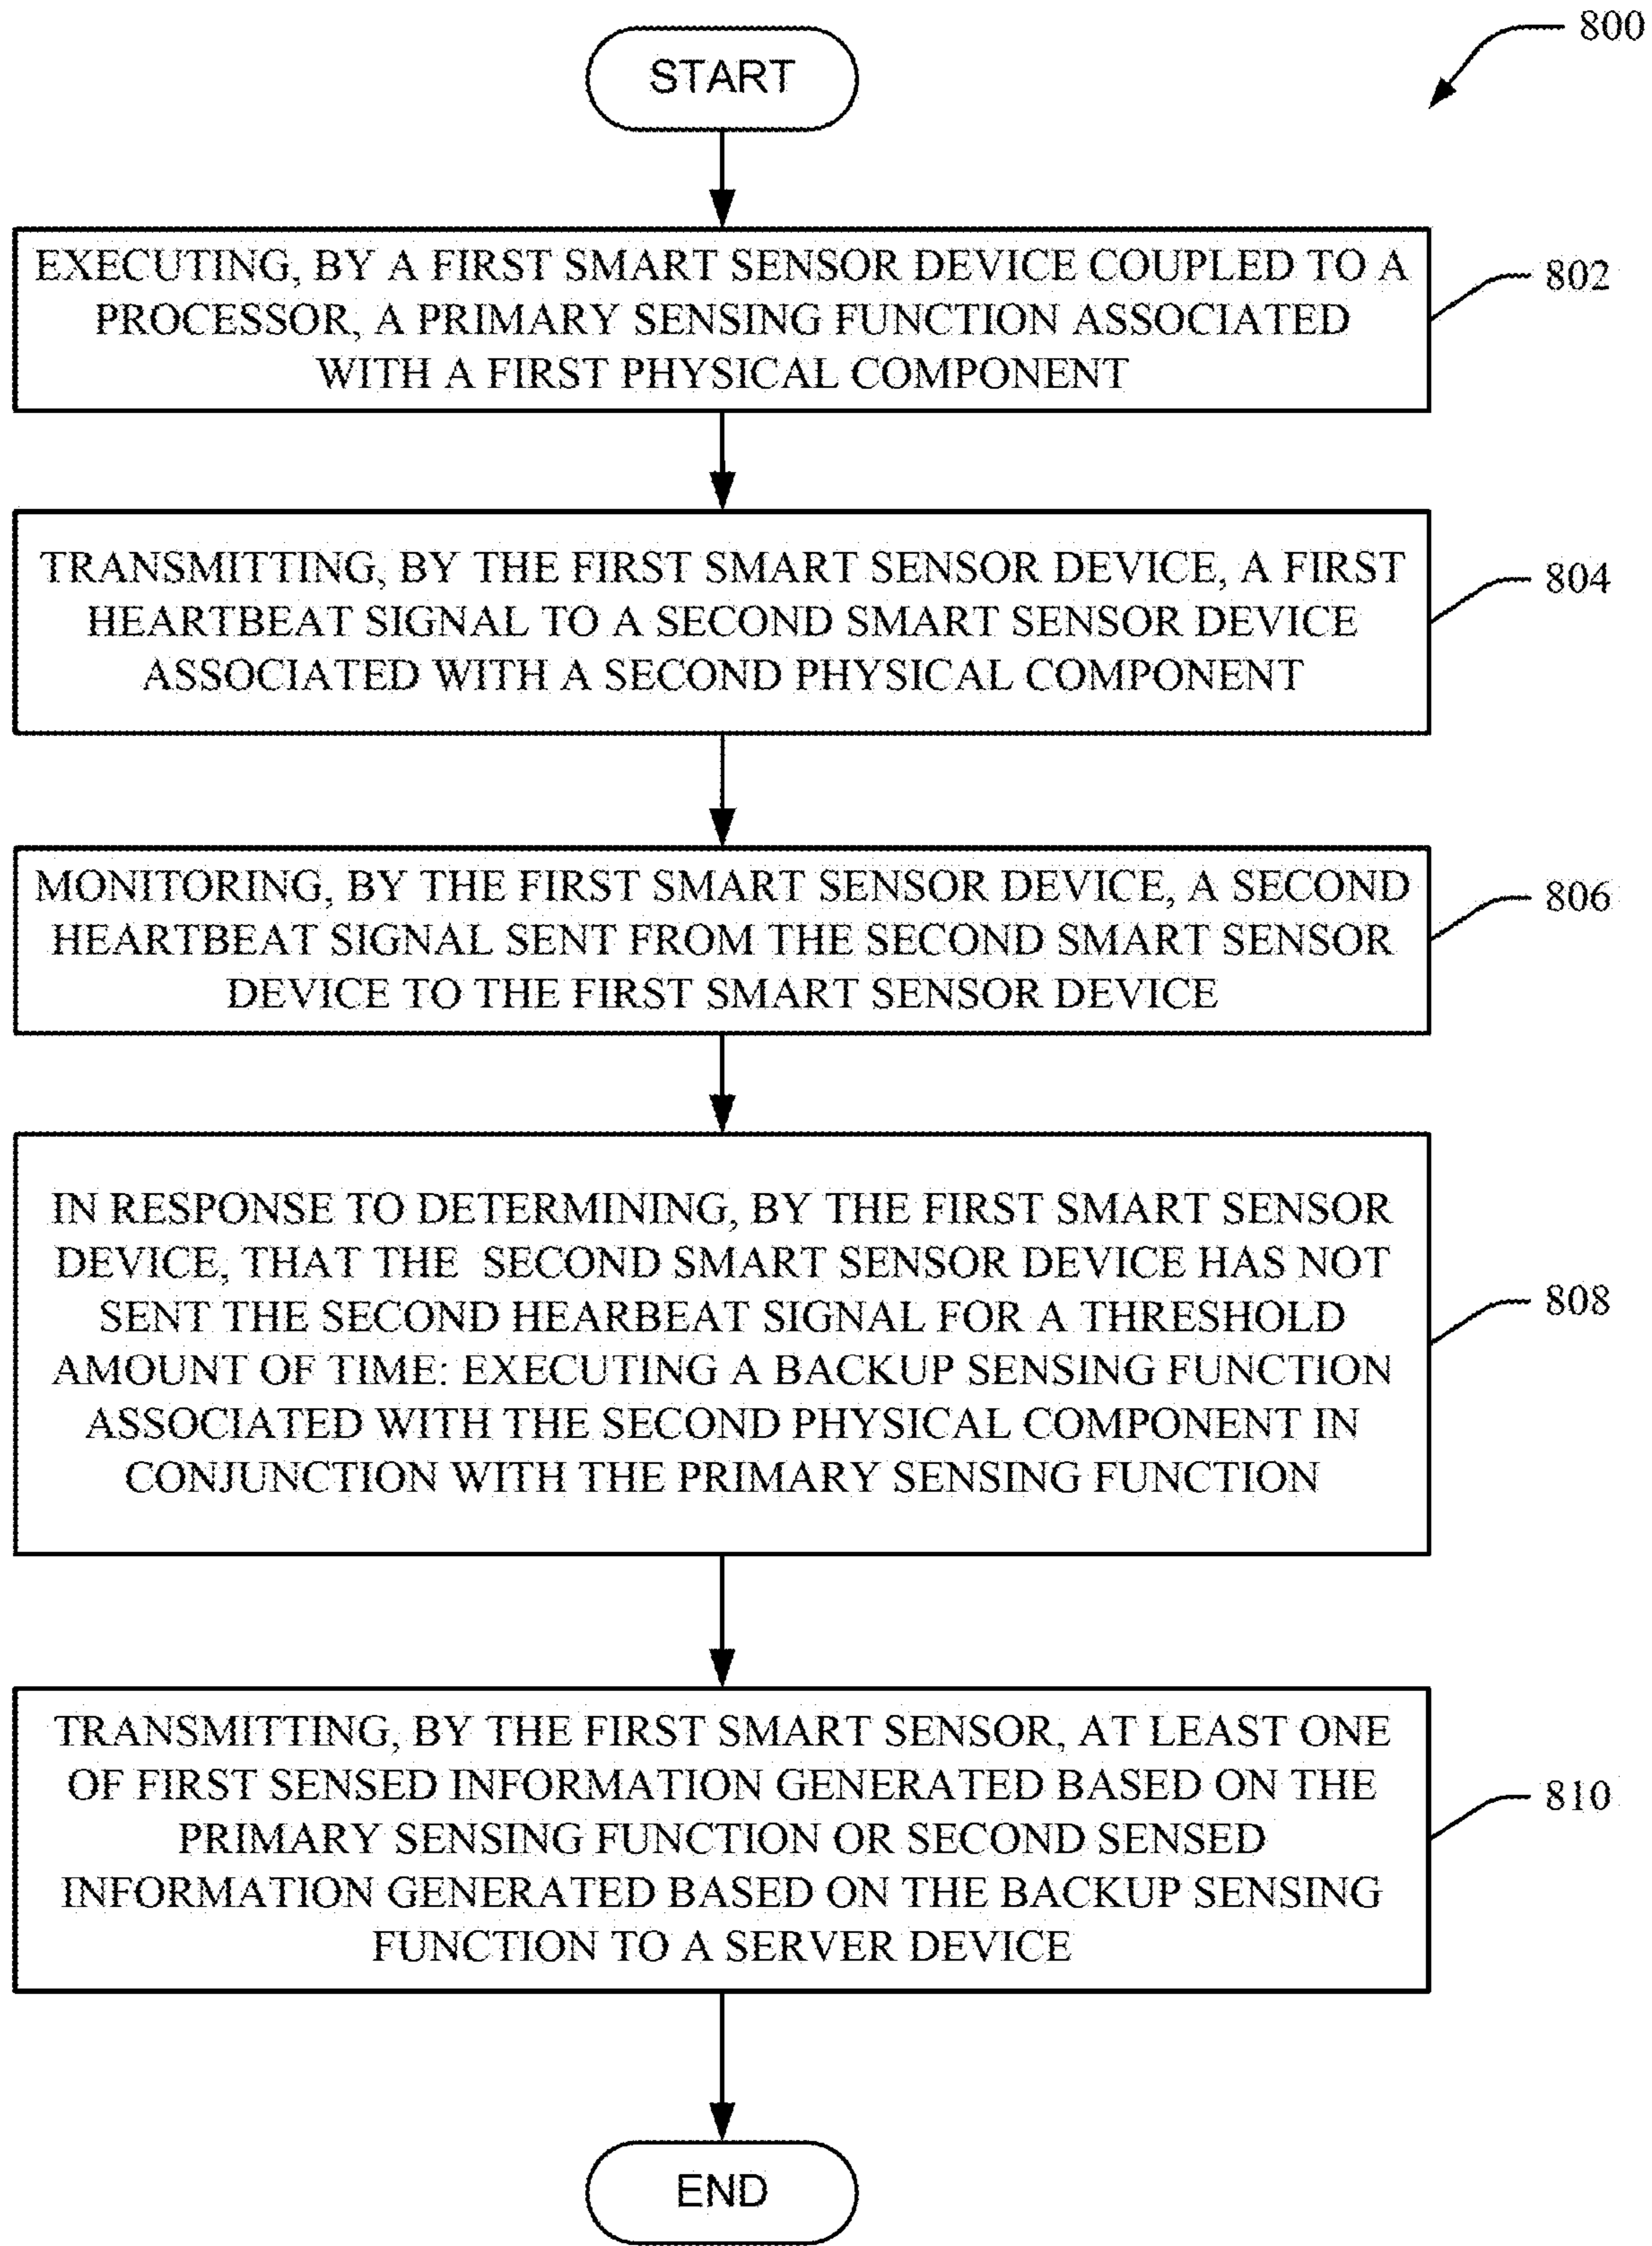 800
START
EXECUTING, BY A FIRST SMART SENSOR DEVICE COUPLED TO A
PROCESSOR, A PRIMARY SENSING FUNCTION ASSOCIATED
WITH A FIRST PHYSICAL COMPONENT
802
TRANSMITTING, BY THE FIRST SMART SENSOR DEVICE, A FIRST
HEARTBEAT SIGNAL TO A SECOND SMART SENSOR DEVICE
ASSOCIATED WITH A SECOND PHYSICAL COMPONENT
804
MONITORING, BY THE FIRST SMART SENSOR DEVICE, A SECOND
HEARTBEAT SIGNAL SENT FROM THE SECOND SMART SENSOR
DEVICE TO THE FIRST SMART SENSOR DEVICE
806
IN RESPONSE TO DETERMINING, BY THE FIRST SMART SENSOR
DEVICE, THAT THE SECOND SMART SENSOR DEVICE HAS NOT
SENT THE SECOND HEARBEAT SIGNAL FOR A THRESHOLD
AMOUNT OF TIME: EXECUTING A BACKUP SENSING FUNCTION
ASSOCIATED WITH THE SECOND PHYSICAL COMPONENT IN
CONJUNCTION WITH THE PRIMARY SENSING FUNCTION
808
TRANSMITTING, BY THE FIRST SMART SENSOR, AT LEAST ONE
OF FIRST SENSED INFORMATION GENERATED BASED ON THE
PRIMARY SENSING FUNCTION OR SECOND SENSED
INFORMATION GENERATED BASED ON THE BACKUP SENSING
FUNCTION TO A SERVER DEVICE
810
END